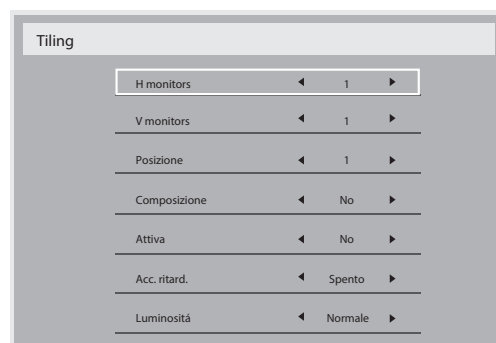 Tiling
H monitors 1
V monitors 1
Posizione 1
Composizione No
Attiva No
Acc. ritard. Spento
Luminositá Normale